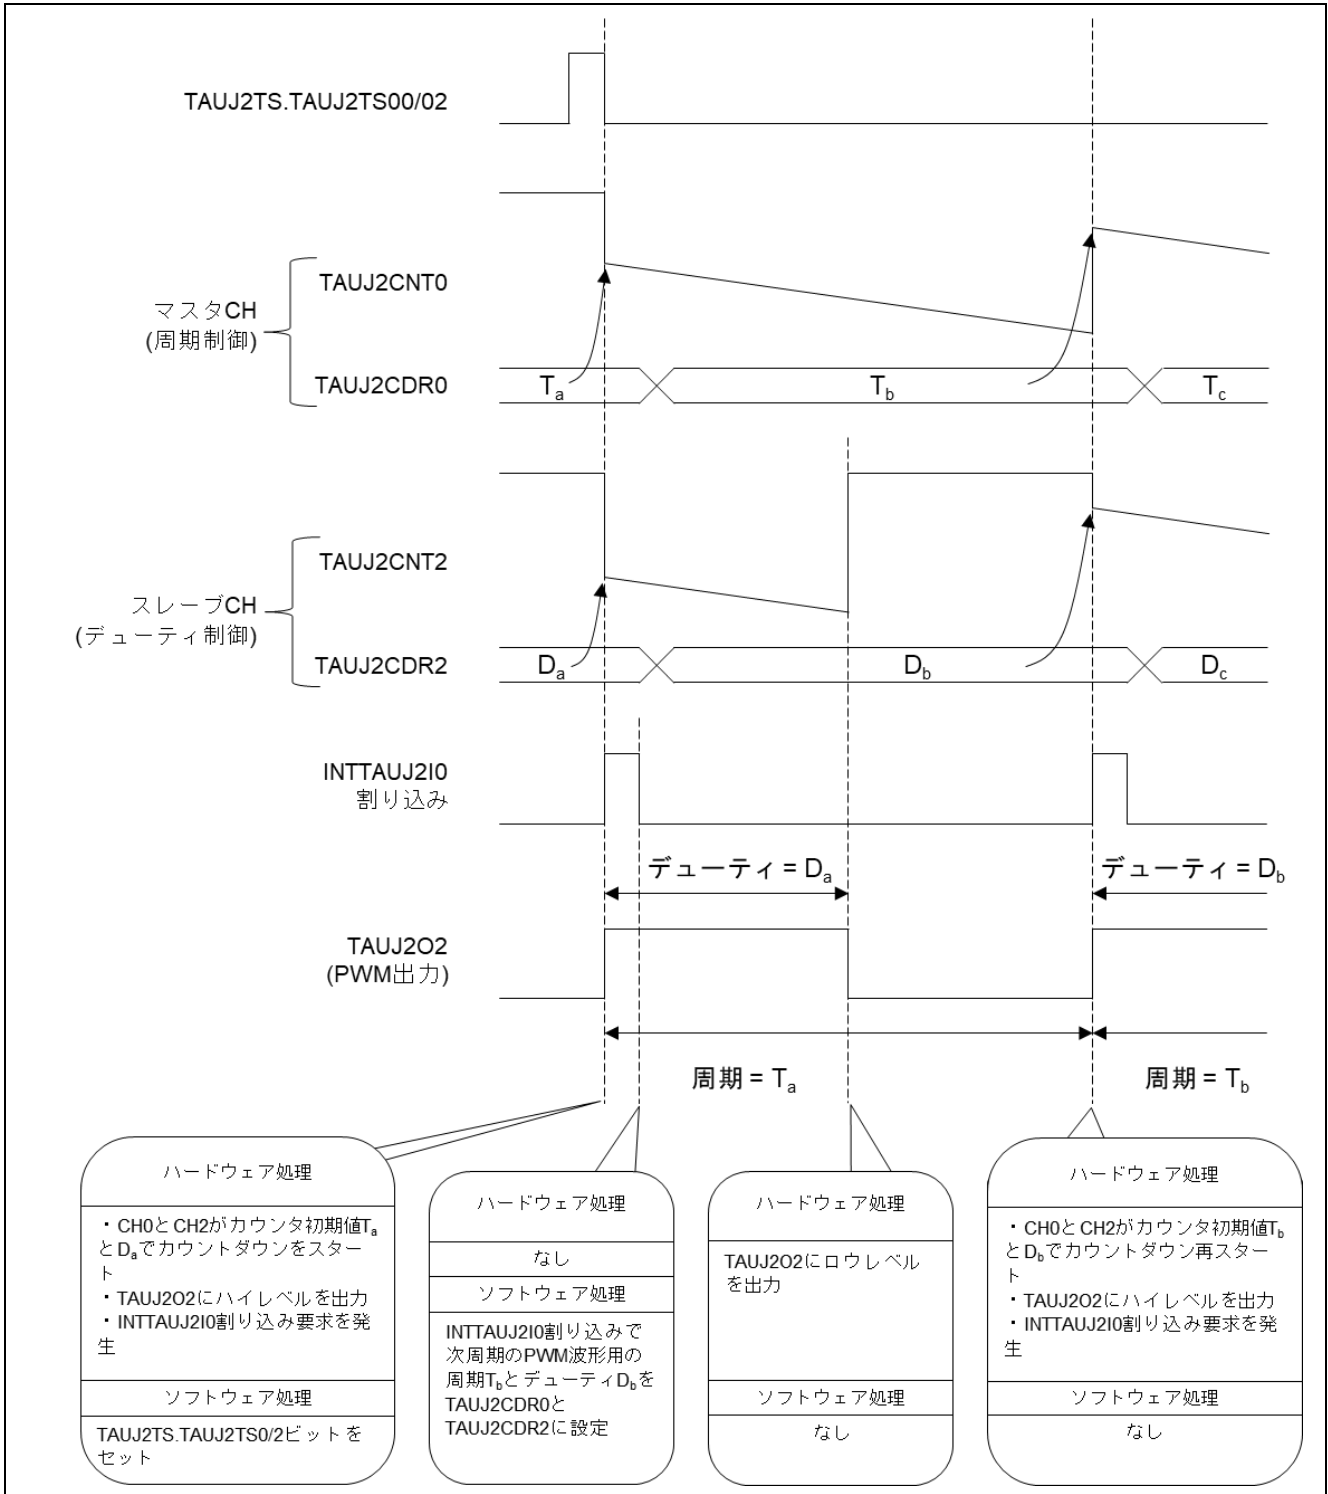 TAUJ2TS.TAUJ2TS00/02
TAUJ2CNT0
マスタCH
(周期制御)
TAUJ2CDR0
Ta
Tb
Tc
TAUJ2CNT2
スレーブCH
(デューティ制御)
TAUJ2CDR2
Da
Db
Dc
INTTAUJ2I0
割り込み
デューティ = Da
デューティ = Db
TAUJ2O2
(PWM出力)
周期 = Ta
周期 = Tb
ハードウェア処理
・CH0とCH2がカウンタ初期値Ta
とDaでカウントダウンをスター
ト
・TAUJ2O2にハイレベルを出力
・INTTAUJ2I0割り込み要求を発
生
ソフトウェア処理
TAUJ2TS.TAUJ2TS0/2ビットを
セット
ハードウェア処理
なし
ソフトウェア処理
INTTAUJ2I0割り込みで
次周期のPWM波形用の
周期TbとデューティDbを
TAUJ2CDR0と
TAUJ2CDR2に設定
ハードウェア処理
TAUJ2O2にロウレベル
を出力
ソフトウェア処理
なし
ハードウェア処理
・CH0とCH2がカウンタ初期値Tb
とDbでカウントダウン再スター
ト
・TAUJ2O2にハイレベルを出力
・INTTAUJ2I0割り込み要求を発
生
ソフトウェア処理
なし